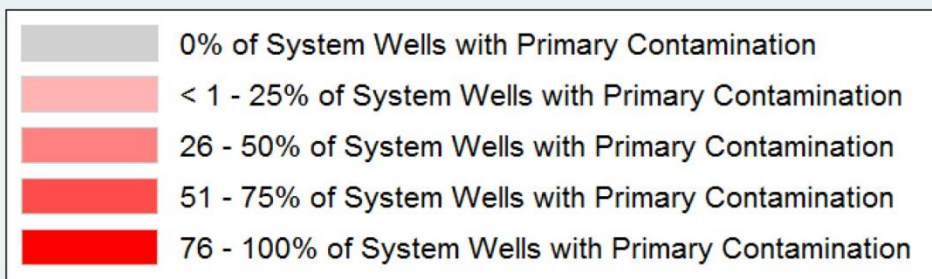 0% of System Wells with Primary Contamination
< 1 - 25% of System Wells with Primary Contamination
26 - 50% of System Wells with Primary Contamination
51 - 75% of System Wells with Primary Contamination
76 - 100% of System Wells with Primary Contamination